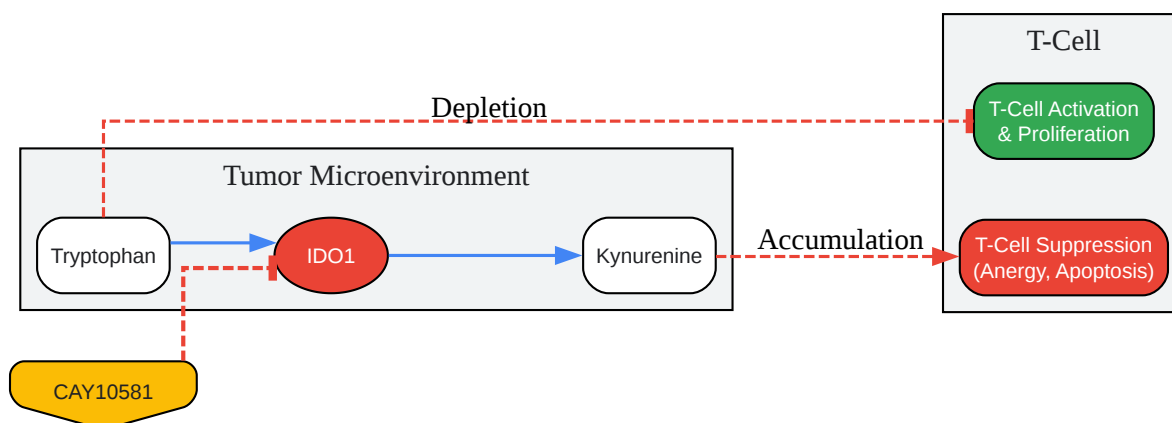 T-Cell
Depletion
T-Cell Activation
& Proliferation
Tumor Microenvironment
Tryptophan
IDO1
Kynurenine
Accumulation
T-Cell Suppression
(Anergy, Apoptosis)
CAY10581